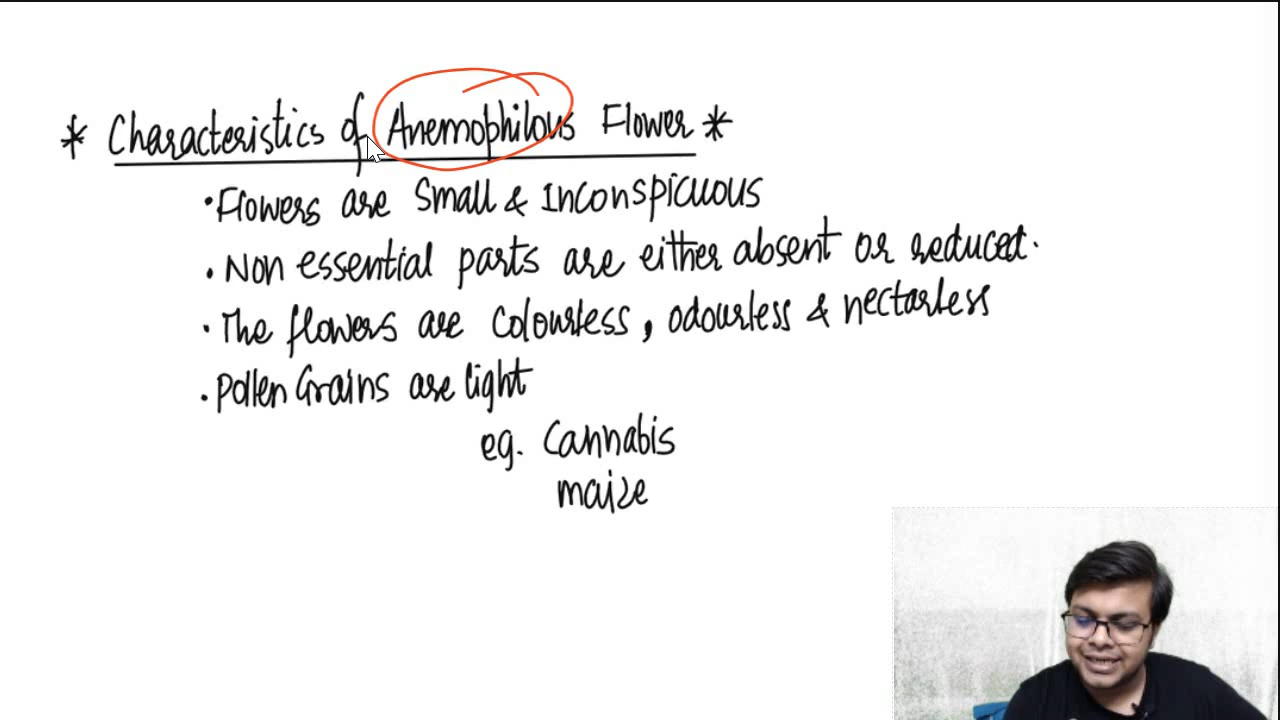 * Characteristics of Anemophilous Flower *
• Flowers are Small & Inconspicuous
• Non essential parts are either absent or reduced.
• The flowers are Colourless, odourless & nectarless
• Pollen Grains are light
eg. Cannabis
maize